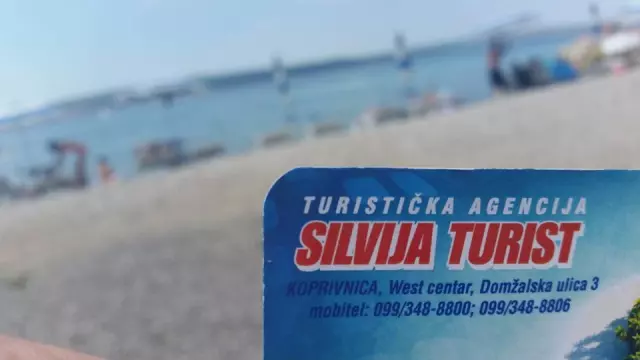 TURISTIČKA AGENCIJA
SILVIJA TURIST
KOPRIVNICA, West centar, Domžalska ulica 3
mobitel: 099/348-8800; 099/348-8806